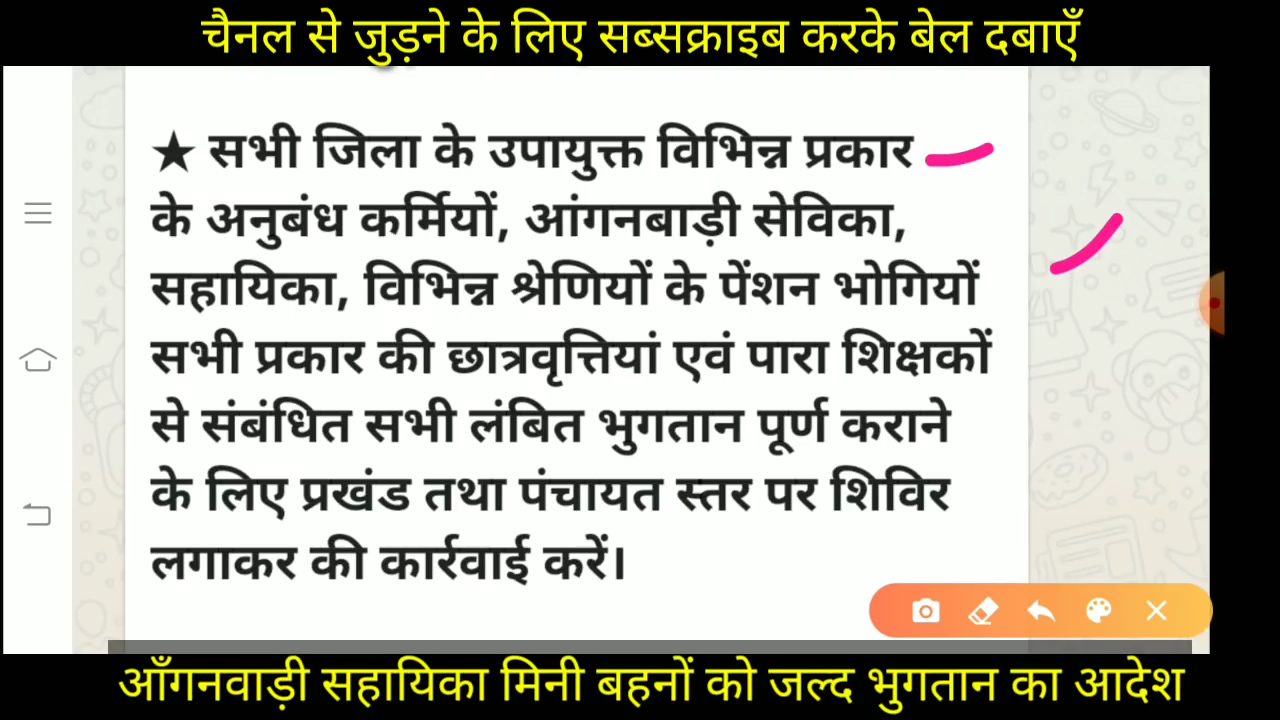 चैनल से जुड़ने के लिए सब्सक्राइब करके बेल दबाएँ
★ सभी जिला के उपायुक्त विभिन्न प्रकार
के अनुबंध कर्मियों, आंगनबाड़ी सेविका,
सहायिका, विभिन्न श्रेणियों के पेंशन भोगियों
सभी प्रकार की छात्रवृत्तियां एवं पारा शिक्षकों
से संबंधित सभी लंबित भुगतान पूर्ण कराने
के लिए प्रखंड तथा पंचायत स्तर पर शिविर
लगाकर की कार्रवाई करें।
आँगनवाड़ी सहायिका मिनी बहनों को जल्द भुगतान का आदेश